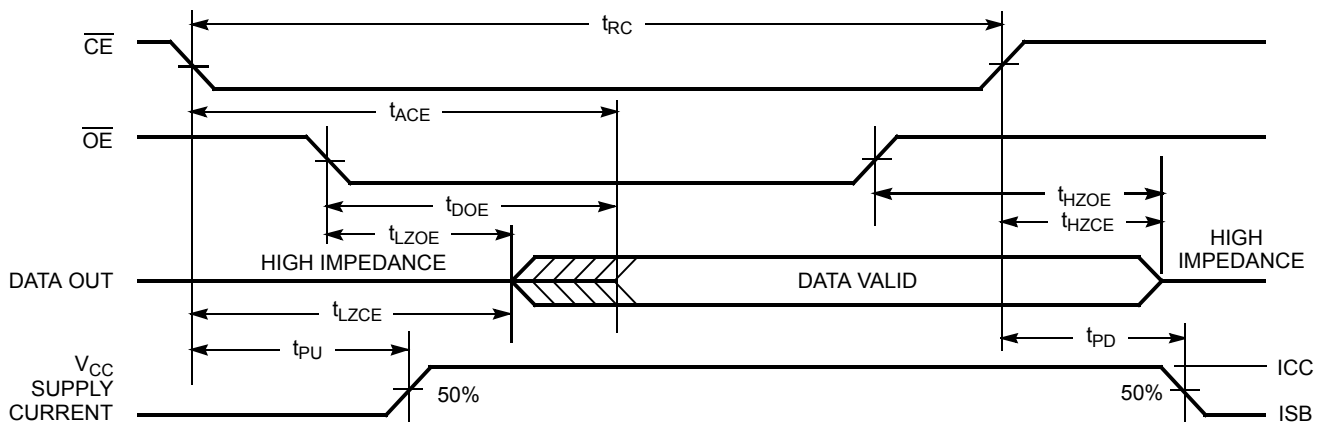 tRC
CE
tACE
OE
tHZOE
tDOE
tHZCE
tLZOE
HIGH IMPEDANCE
HIGH
IMPEDANCE
DATA OUT
DATA VALID
tLZCE
tPU
tPD
VCC
SUPPLY
CURRENT
50%
50%
ICC
ISB